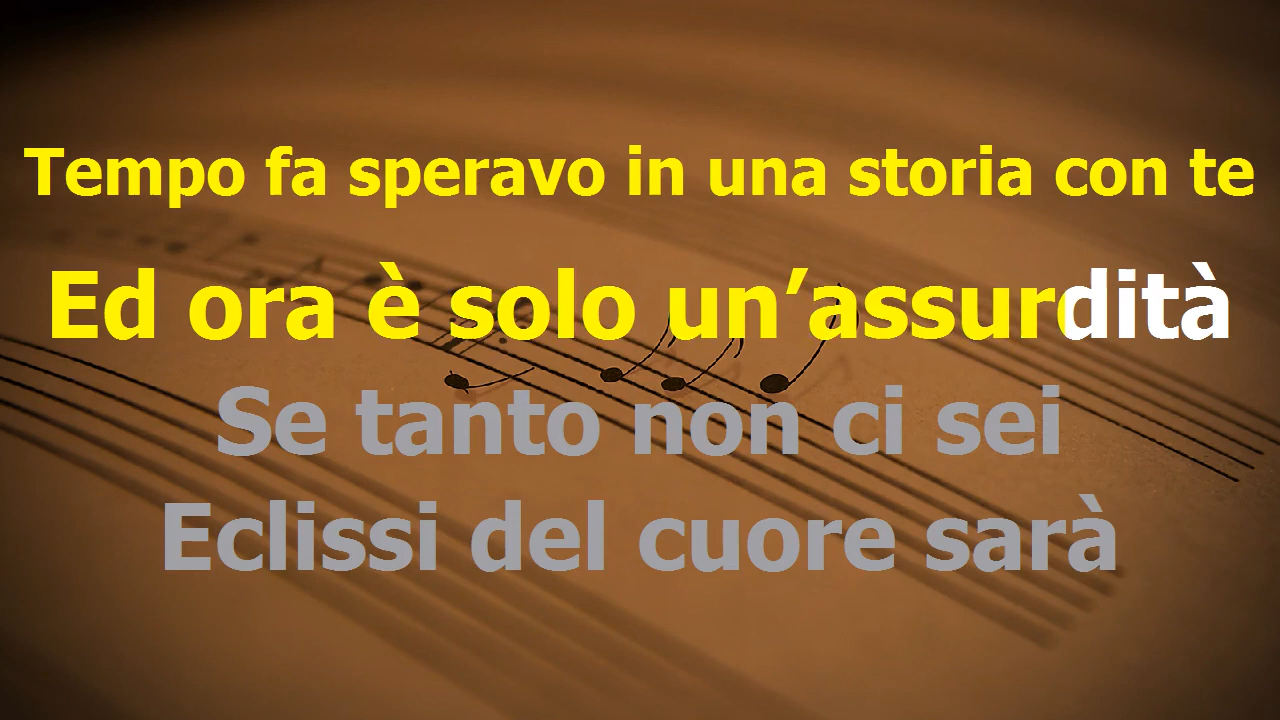 Tempo fa speravo in una storia con te
Ed ora è solo un’assurdità
Se tanto non ci sei
Eclissi del cuore sarà